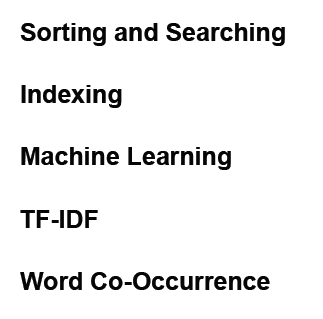 Sorting and Searching
Indexing
Machine Learning
TF-IDF
Word Co-Occurrence